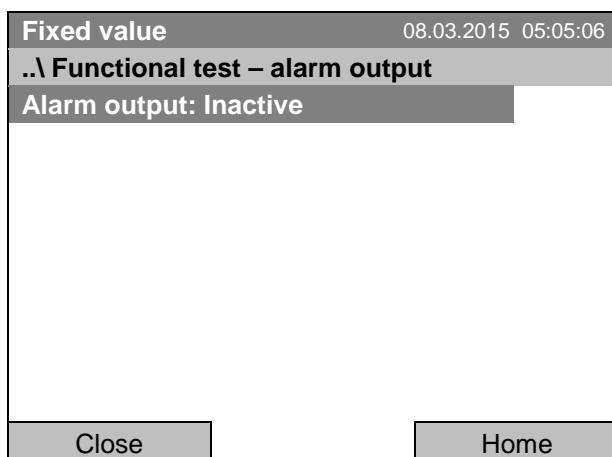 Fixed value 08.03.2015 05:05:06
..\ Functional test – alarm output
Alarm output: Inactive
Close Home